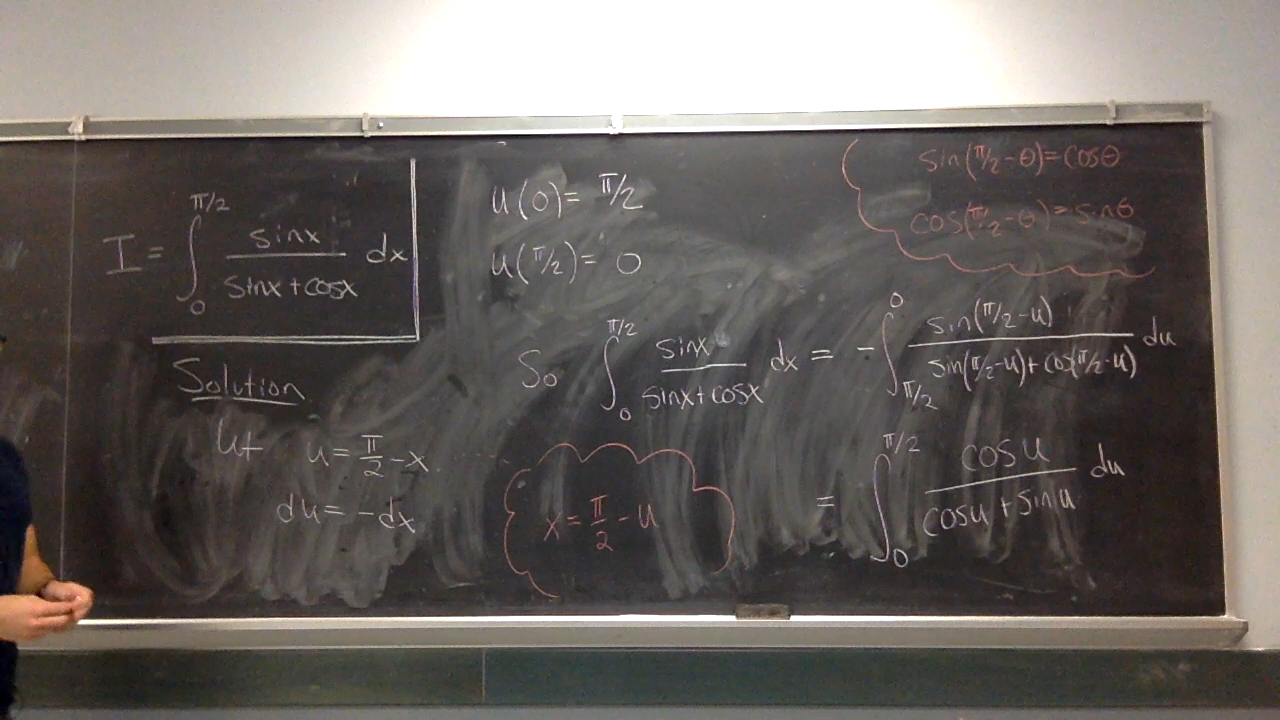 I = ∫₀^{π/2} sinx / (sinx + cosx) dx
Solution
Let u = π/2 - x
du = -dx
u(0) = π/2
u(π/2) = 0
sin(π/2 - θ) = cosθ
cos(π/2 - θ) = sinθ
So ∫₀^{π/2} sinx / (sinx + cosx) dx = - ∫_{π/2}^0 sin(π/2 - u) / (sin(π/2 - u) + cos(π/2 - u)) du
x = π/2 - u
= ∫₀^{π/2} cosu / (cosu + sinu) du